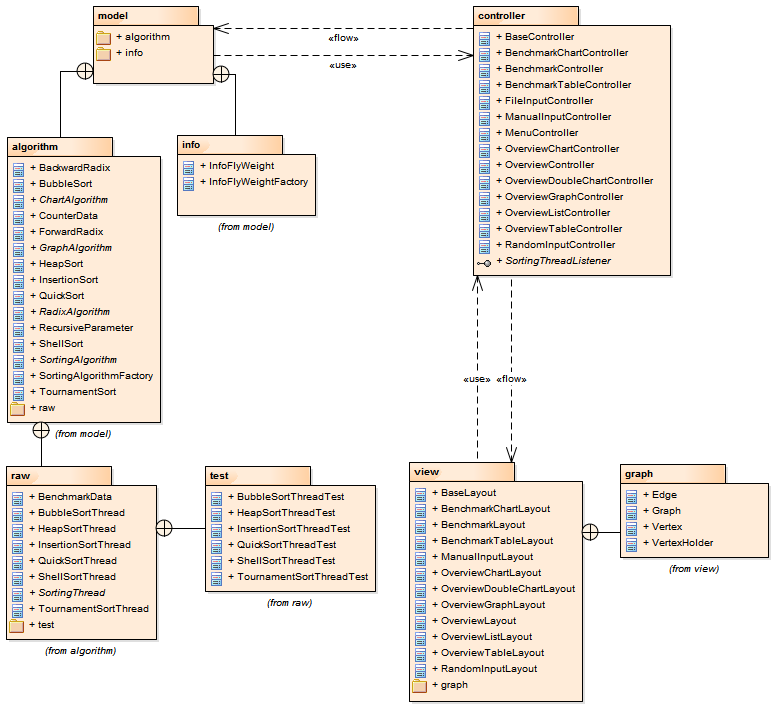 model
+ algorithm
+ info
«flow»
«use»
controller
+ BaseController
+ BenchmarkChartController
+ BenchmarkController
+ BenchmarkTableController
+ FileInputController
+ ManualInputController
+ MenuController
+ OverviewChartController
+ OverviewController
+ OverviewDoubleChartController
+ OverviewGraphController
+ OverviewListController
+ OverviewTableController
+ RandomInputController
+ SortingThreadListener
algorithm
+ BackwardRadix
+ BubbleSort
+ ChartAlgorithm
+ CounterData
+ ForwardRadix
+ GraphAlgorithm
+ HeapSort
+ InsertionSort
+ QuickSort
+ RadixAlgorithm
+ RecursiveParameter
+ ShellSort
+ SortingAlgorithm
+ SortingAlgorithmFactory
+ TournamentSort
+ raw
(from model)
info
+ InfoFlyWeight
+ InfoFlyWeightFactory
(from model)
«use» «flow»
raw
+ BenchmarkData
+ BubbleSortThread
+ HeapSortThread
+ InsertionSortThread
+ QuickSortThread
+ ShellSortThread
+ SortingThread
+ TournamentSortThread
+ test
(from algorithm)
test
+ BubbleSortThreadTest
+ HeapSortThreadTest
+ InsertionSortThreadTest
+ QuickSortThreadTest
+ ShellSortThreadTest
+ TournamentSortThreadTest
(from raw)
view
+ BaseLayout
+ BenchmarkChartLayout
+ BenchmarkLayout
+ BenchmarkTableLayout
+ ManualInputLayout
+ OverviewChartLayout
+ OverviewDoubleChartLayout
+ OverviewGraphLayout
+ OverviewLayout
+ OverviewListLayout
+ OverviewTableLayout
+ RandomInputLayout
+ graph
graph
+ Edge
+ Graph
+ Vertex
+ VertexHolder
(from view)